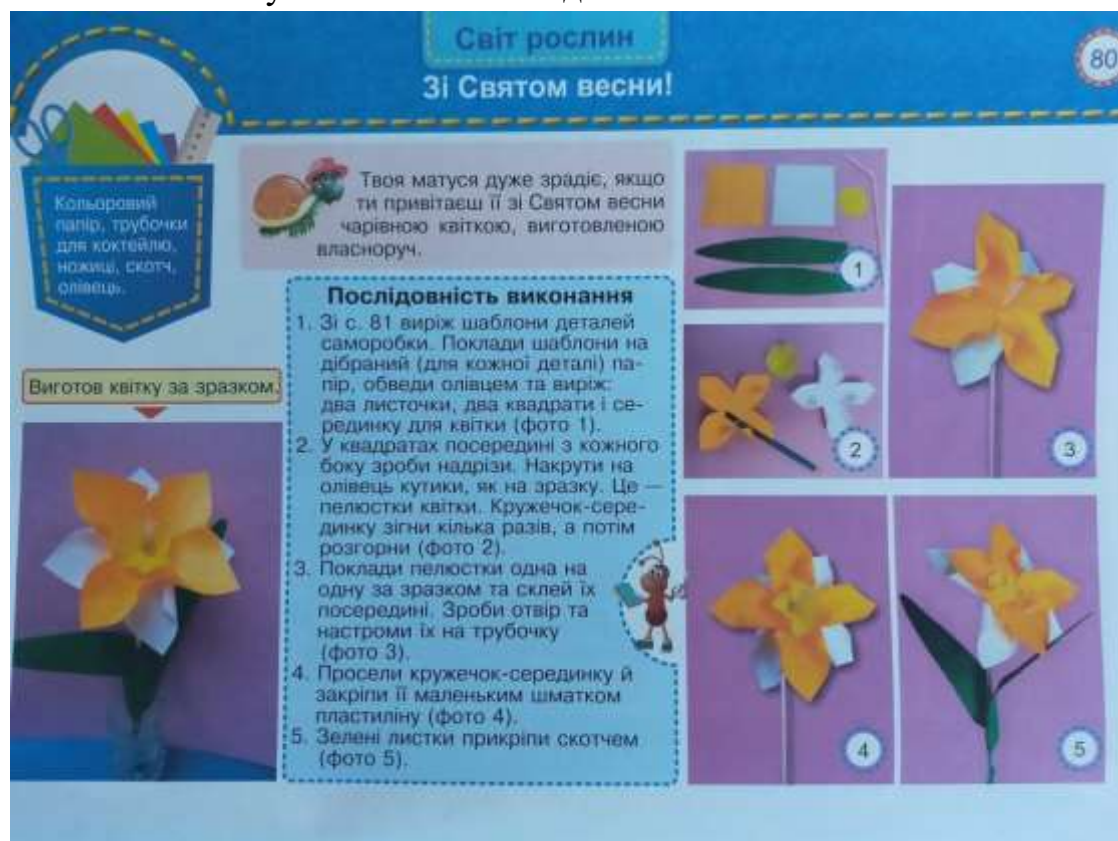 Світ рослин
Зі Святом весни!
80
Кольоровий
папір, трубочки
для коктейлю,
ножиці, скотч,
олівець.
Твоя матуся дуже зрадіє, якщо
ти привітаєш її зі Святом весни
чарівною квіткою, виготовленою
власноруч.
Виготов квітку за зразком.
Послідовність виконання
1. Зі с. 81 виріж шаблони деталей
саморобки. Поклади шаблони на
дібраний (для кожної деталі) па-
пір, обведи олівцем та виріж:
два листочки, два квадрати і се-
рединку для квітки (фото 1).
2. У квадратах посередині з кожного
боку зроби надрізи. Накрути на
олівець кутики, як на зразку. Це —
пелюстки квітки. Кружечок-сере-
динку зігни кілька разів, а потім
розгорни (фото 2).
3. Поклади пелюстки одна на
одну за зразком та склей їх
посередині. Зроби отвір та
настроми їх на трубочку
(фото 3).
4. Просели кружечок-серединку й
закріпи її маленьким шматком
пластиліну (фото 4).
5. Зелені листки прикріпи скотчем
(фото 5).
1
2
3
4
5